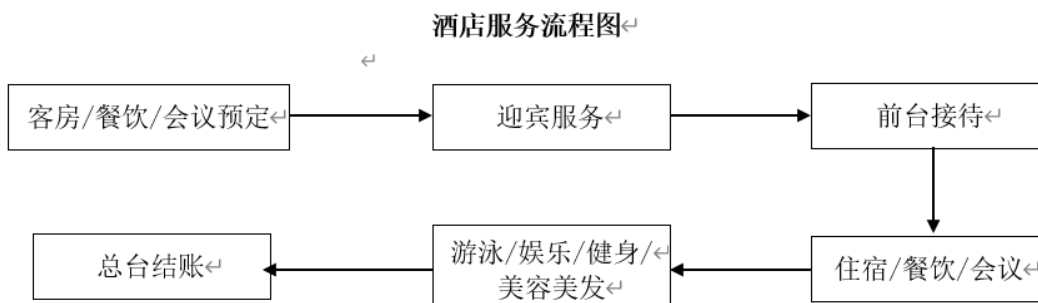 酒店服务流程图
客房/餐饮/会议预定
迎宾服务
前台接待
住宿/餐饮/会议
游泳/娱乐/健身/
美容美发
总台结账